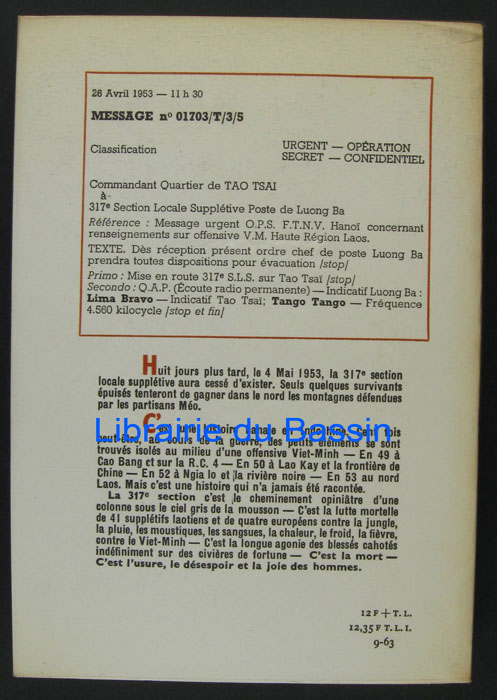 26 Avril 1953 — 11 h 30
MESSAGE nº 01703/T/3/5
Classification
URGENT — OPÉRATION
SECRET — CONFIDENTIEL
Commandant Quartier de TAO TSAI
à
317e Section Locale Supplétive Poste de Luong Ba
Référence : Message urgent O.P.S. F.T.N.V. Hanoï concernant
renseignements sur offensive V.M. Haute Région Laos.
TEXTE. Dès réception présent ordre chef de poste Luong Ba
prendra toutes dispositions pour évacuation /stop/
Primo : Mise en route 317e S.L.S. sur Tao Tsaï /stop/
Secondo : Q.A.P. (Écoute radio permanente) — Indicatif Luong Ba :
Lima Bravo — Indicatif Tao Tsaï; Tango Tango — Fréquence
4.560 kilocycle /stop et fin/
Huit jours plus tard, le 4 Mai 1953, la 317e section
locale supplétive aura cessé d'exister. Seuls quelques survivants
épuisés tenteront de gagner dans le nord les montagnes défendues
par les partisans Méo.
C'est une histoire banale en Indochine. Cent fois
peut-être, au cours de la guerre, des petits éléments se sont
trouvés isolés au milieu d'une offensive Viet-Minh — En 49 à
Cao Bang et sur la R.C. 4 — En 50 à Lao Kay et la frontière de
Chine — En 52 à Ngia lo et la rivière noire — En 53 au nord
Laos. Mais c'est une histoire qui n'a jamais été racontée.
La 317e section c'est le cheminement opiniâtre d'une
colonne sous le ciel gris de la mousson — C'est la lutte mortelle
de 41 supplétifs laotiens et de quatre européens contre la jungle,
la pluie, les moustiques, les sangsues, la chaleur, le froid, la fièvre,
contre le Viet-Minh — C'est la longue agonie des blessés cahotés
indéfiniment sur des civières de fortune — C'est la mort —
C'est l'usure, le désespoir et la joie des hommes.
Librairie du Bassin
12 F + T. L.
12,35 F T. L. I.
9-63